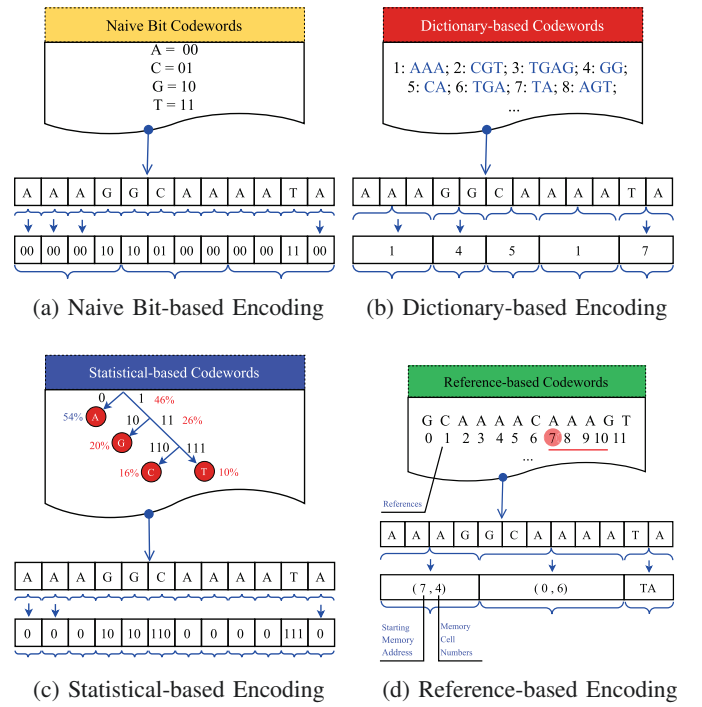 Naive Bit Codewords
A = 00
C = 01
G = 10
T = 11
A A A G G C A A A A T A
00 00 00 10 10 01 00 00 00 00 11 00
(a) Naive Bit-based Encoding
Dictionary-based Codewords
1: AAA; 2: CGT; 3: TGAG; 4: GG;
5: CA; 6: TGA; 7: TA; 8: AGT;
...
A A A G G C A A A A T A
1 4 5 1 7
(b) Dictionary-based Encoding
Statistical-based Codewords
0 1 46%
54% A 10 11 26%
20% G 110 111
16% C T 10%
A A A G G C A A A A T A
0 0 0 10 10 110 0 0 0 0 111 0
(c) Statistical-based Encoding
Reference-based Codewords
G C A A A A C A A A G T
0 1 2 3 4 5 6 7 8 9 10 11
...
References
A A A G G C A A A A T A
(7,4) (0,6) TA
Starting Memory
Memory Cell
Address Numbers
(d) Reference-based Encoding